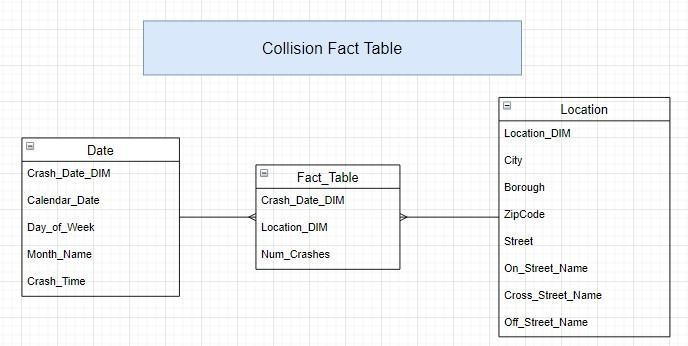 Collision Fact Table
Date
Crash_Date_DIM
Calendar_Date
Day_of_Week
Month_Name
Crash_Time
Fact_Table
Crash_Date_DIM
Location_DIM
Num_Crashes
Location
Location_DIM
City
Borough
ZipCode
Street
On_Street_Name
Cross_Street_Name
Off_Street_Name